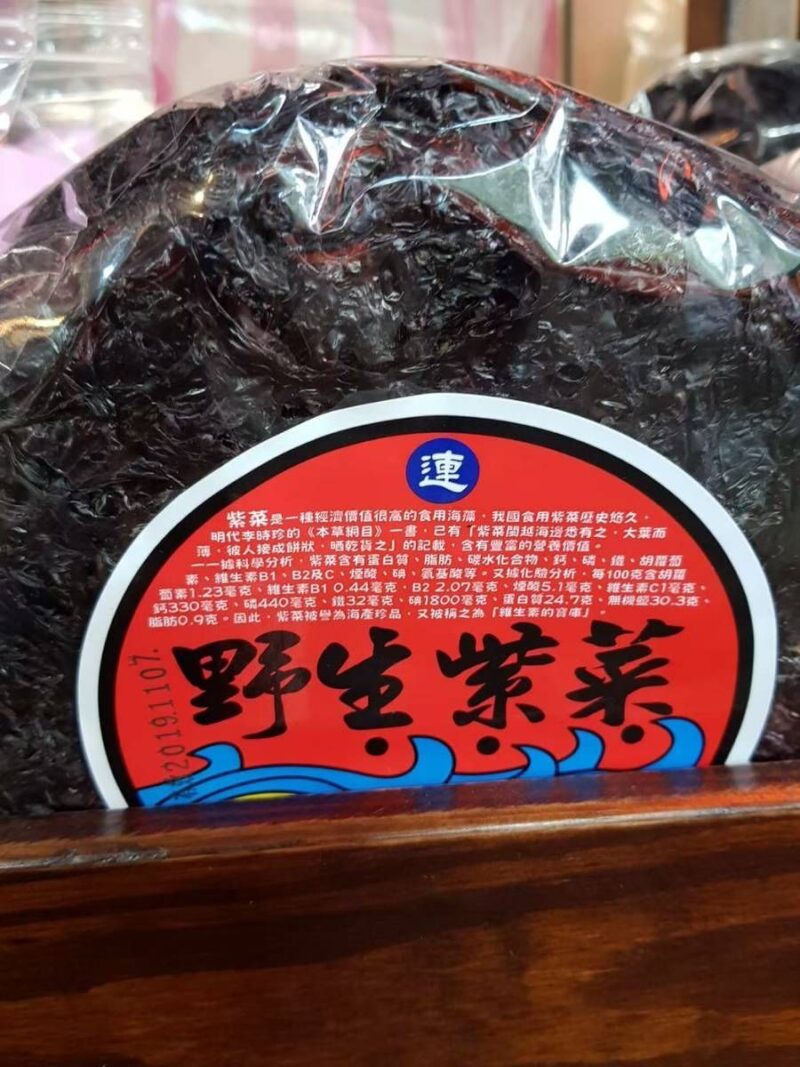 連
紫菜是一種經濟價值很高的食用海藻，我國食用紫菜歷史悠久。
明代李時珍的《本草綱目》一書，已有「紫菜閩越海邊悉有之，大葉而
薄，被人挼成餅狀，晒乾貨之」的記載，含有豐富的營養價值。
一一據科學分析，紫菜含有蛋白質、脂肪、碳水化合物、鈣、磷、鐵、胡蘿蔔
素、維生素B1、B2及C、煙酸、碘、氨基酸等。又據化驗分析，每100克含胡蘿
蔔素1.23毫克、維生素B1 0.44毫克，B2 2.07毫克、煙酸5.1毫克、維生素C1毫克、
鈣330毫克、磷440毫克、鐵32毫克、碘1800毫克、蛋白質24.7克、無機鹽30.3克、
脂肪0.9克。因此，紫菜被譽為海產珍品，又被稱之為「維生素的寶庫」
野生紫菜
2019.1107.